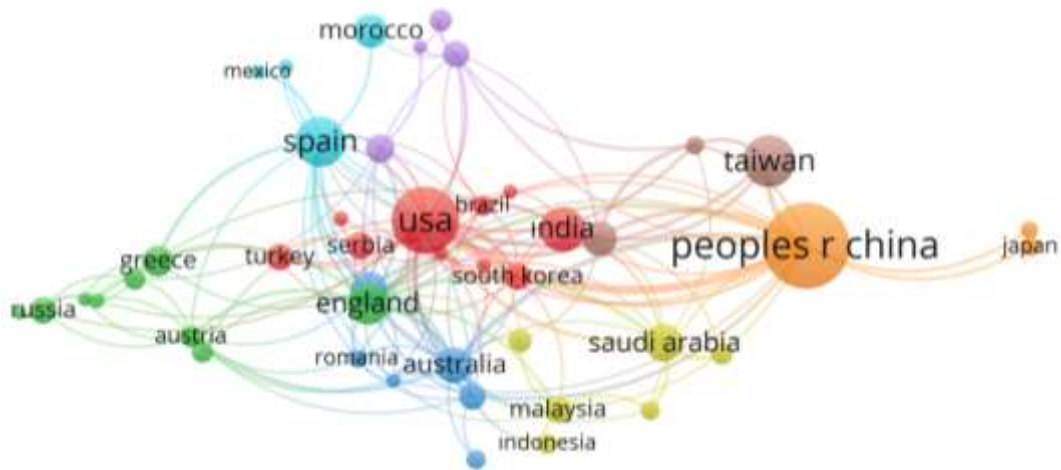 morocco
mexico
spain
taiwan
usa
brazil
india
peoples r china
japan
serbia
turkey
greece
south korea
england
russia
austria
saudi arabia
romania
australia
malaysia
indonesia